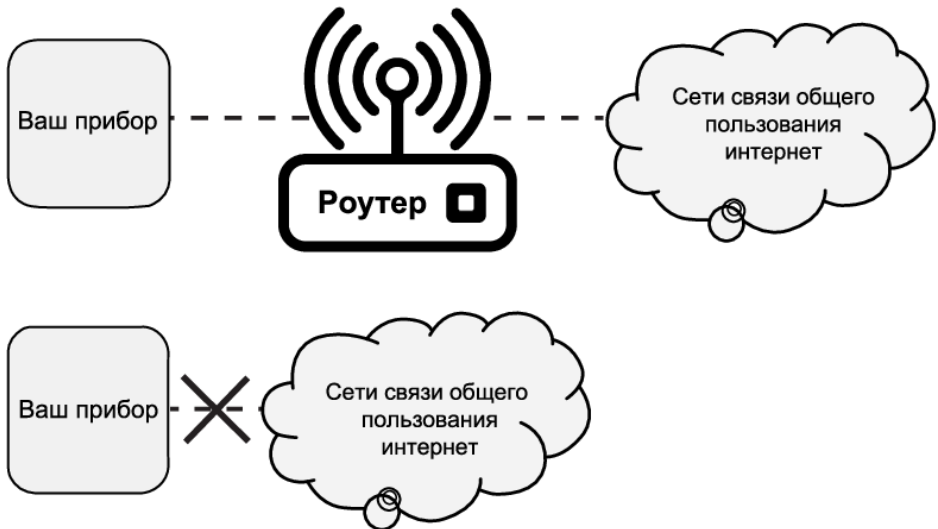 Ваш прибор
Роутер
Сети связи общего
пользования
интернет
Ваш прибор
Сети связи общего
пользования
интернет